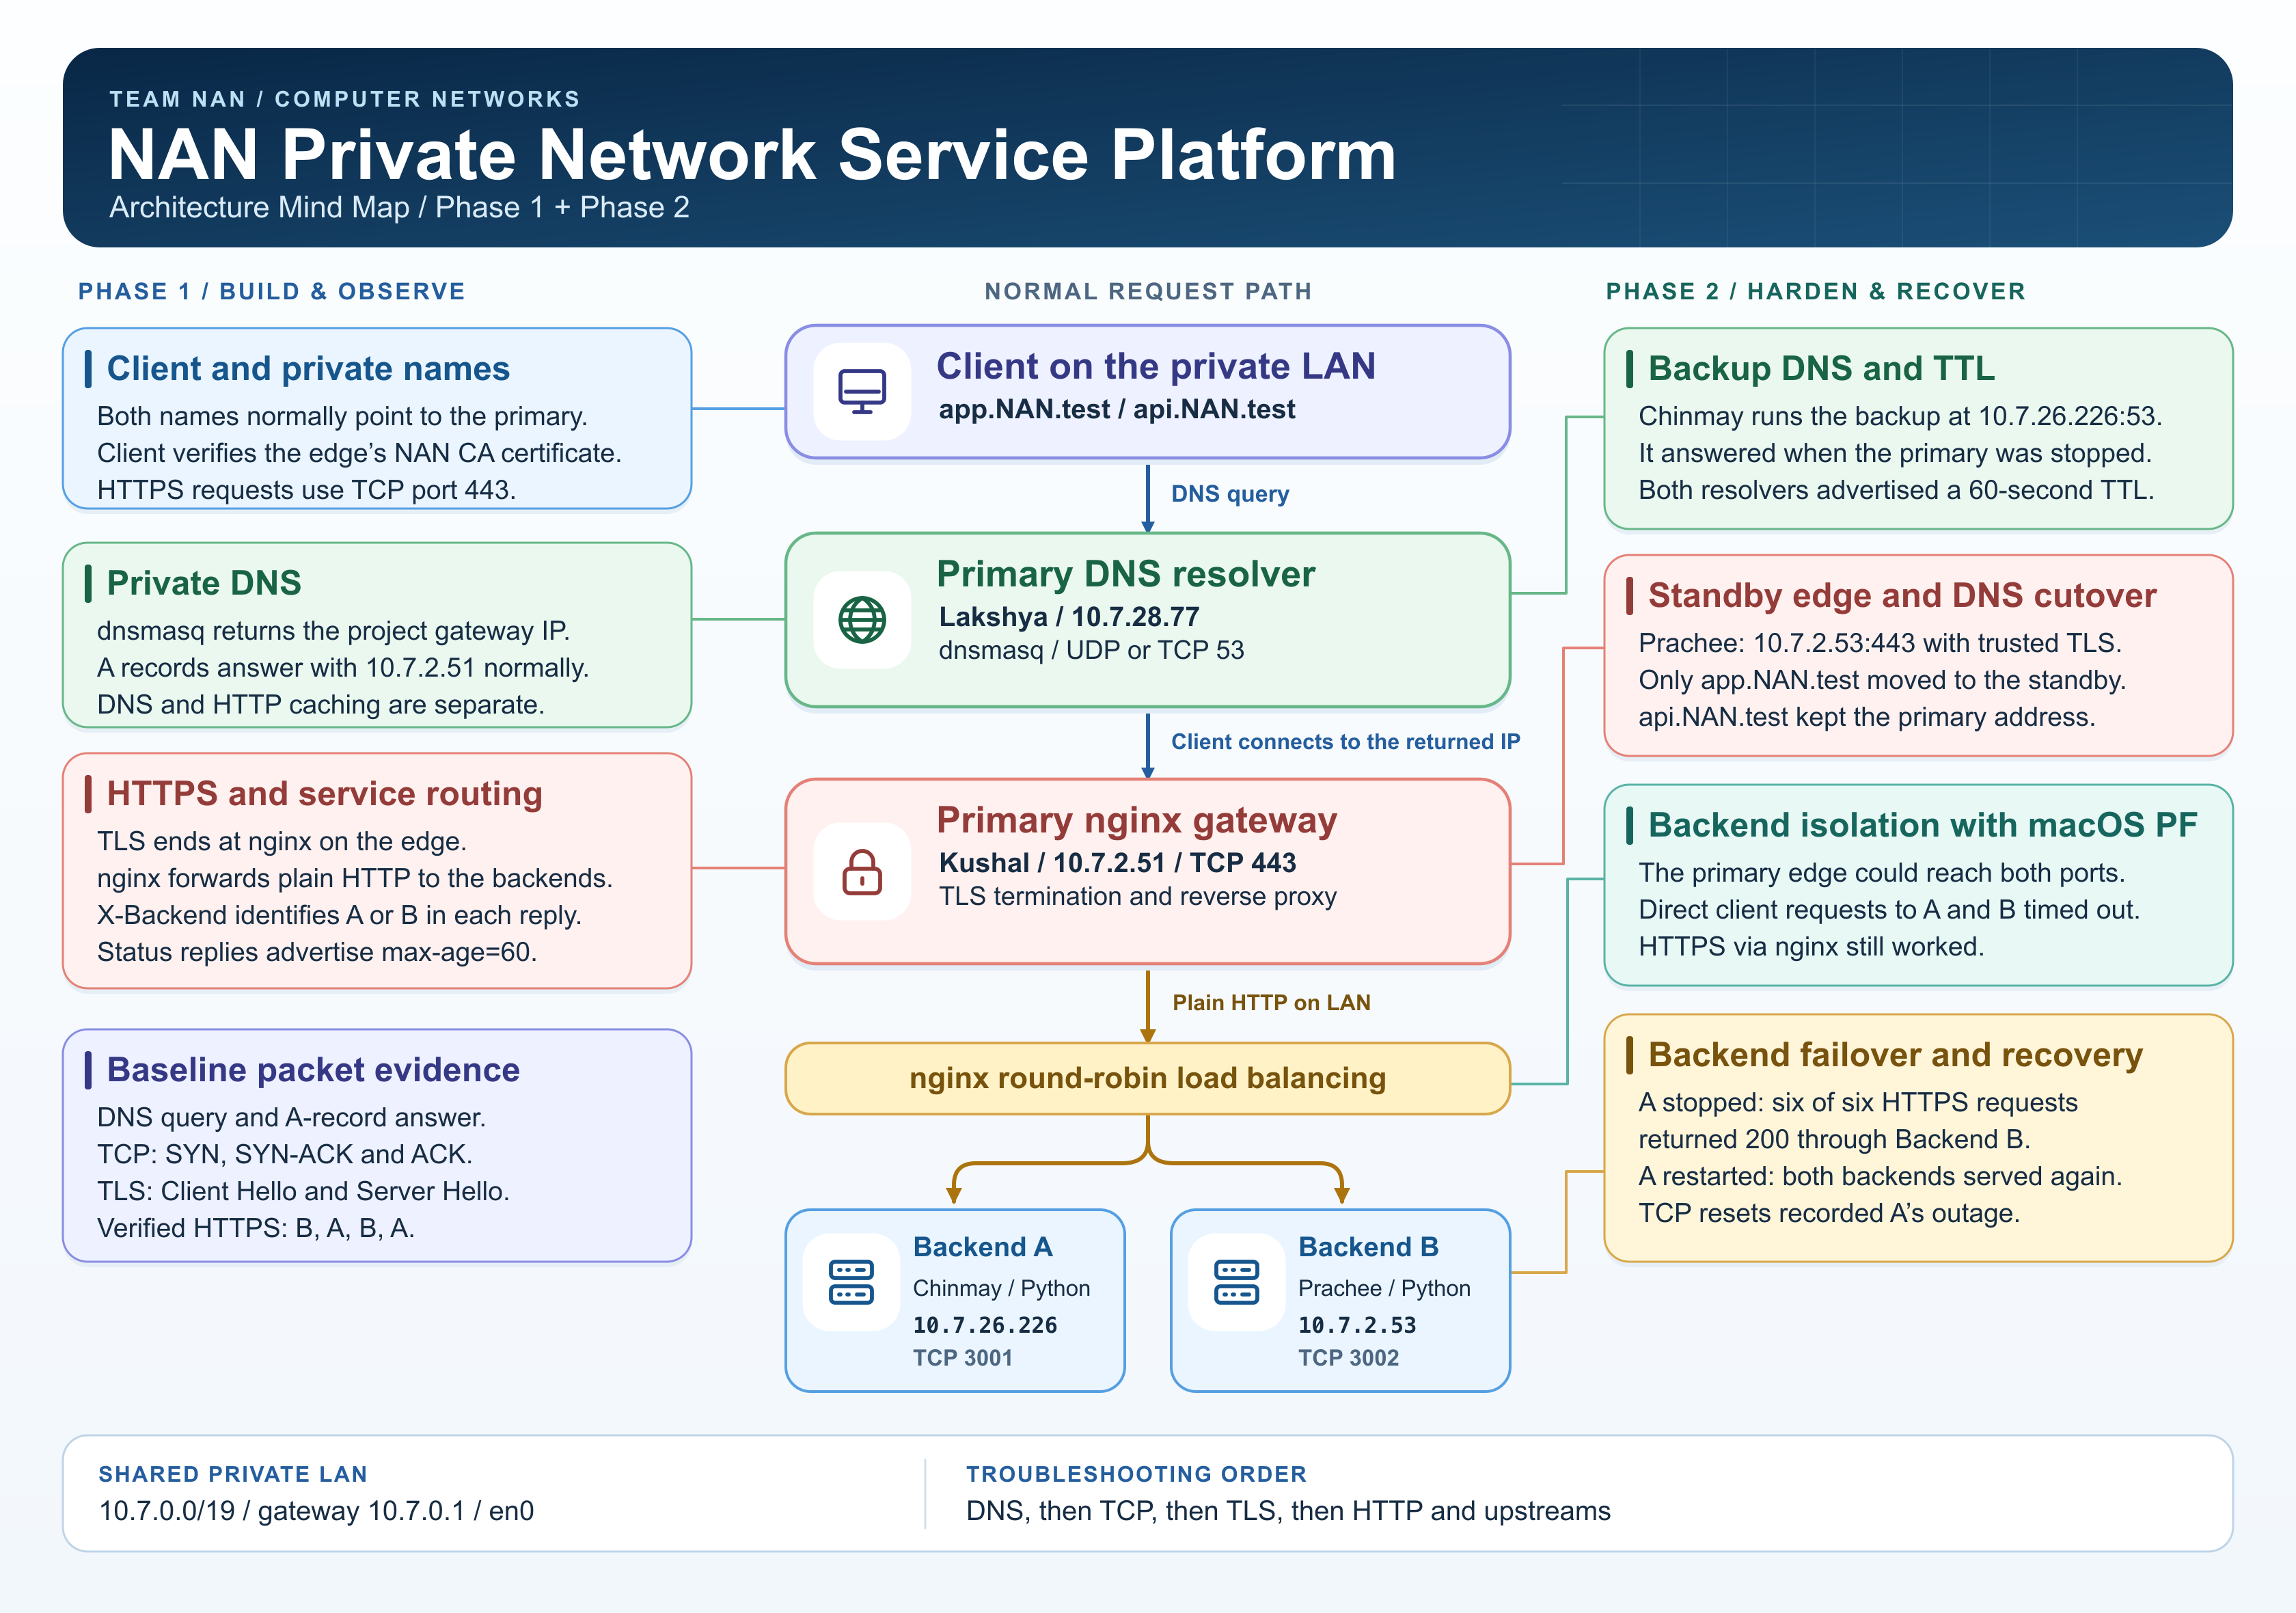 TEAM NAN / COMPUTER NETWORKS
NAN Private Network Service Platform
Architecture Mind Map / Phase 1 + Phase 2
PHASE 1 / BUILD & OBSERVE
Client and private names
Both names normally point to the primary.
Client verifies the edge’s NAN CA certificate.
HTTPS requests use TCP port 443.
Private DNS
dnsmasq returns the project gateway IP.
A records answer with 10.7.2.51 normally.
DNS and HTTP caching are separate.
HTTPS and service routing
TLS ends at nginx on the edge.
nginx forwards plain HTTP to the backends.
X-Backend identifies A or B in each reply.
Status replies advertise max-age=60.
Baseline packet evidence
DNS query and A-record answer.
TCP: SYN, SYN-ACK and ACK.
TLS: Client Hello and Server Hello.
Verified HTTPS: B, A, B, A.
NORMAL REQUEST PATH
Client on the private LAN
app.NAN.test / api.NAN.test
DNS query
Primary DNS resolver
Lakshya / 10.7.28.77
dnsmasq / UDP or TCP 53
Client connects to the returned IP
Primary nginx gateway
Kushal / 10.7.2.51 / TCP 443
TLS termination and reverse proxy
Plain HTTP on LAN
nginx round-robin load balancing
Backend A
Chinmay / Python
10.7.26.226
TCP 3001
Backend B
Prachee / Python
10.7.2.53
TCP 3002
PHASE 2 / HARDEN & RECOVER
Backup DNS and TTL
Chinmay runs the backup at 10.7.26.226:53.
It answered when the primary was stopped.
Both resolvers advertised a 60-second TTL.
Standby edge and DNS cutover
Prachee: 10.7.2.53:443 with trusted TLS.
Only app.NAN.test moved to the standby.
api.NAN.test kept the primary address.
Backend isolation with macOS PF
The primary edge could reach both ports.
Direct client requests to A and B timed out.
HTTPS via nginx still worked.
Backend failover and recovery
A stopped: six of six HTTPS requests
returned 200 through Backend B.
A restarted: both backends served again.
TCP resets recorded A’s outage.
SHARED PRIVATE LAN
10.7.0.0/19 / gateway 10.7.0.1 / en0
TROUBLESHOOTING ORDER
DNS, then TCP, then TLS, then HTTP and upstreams